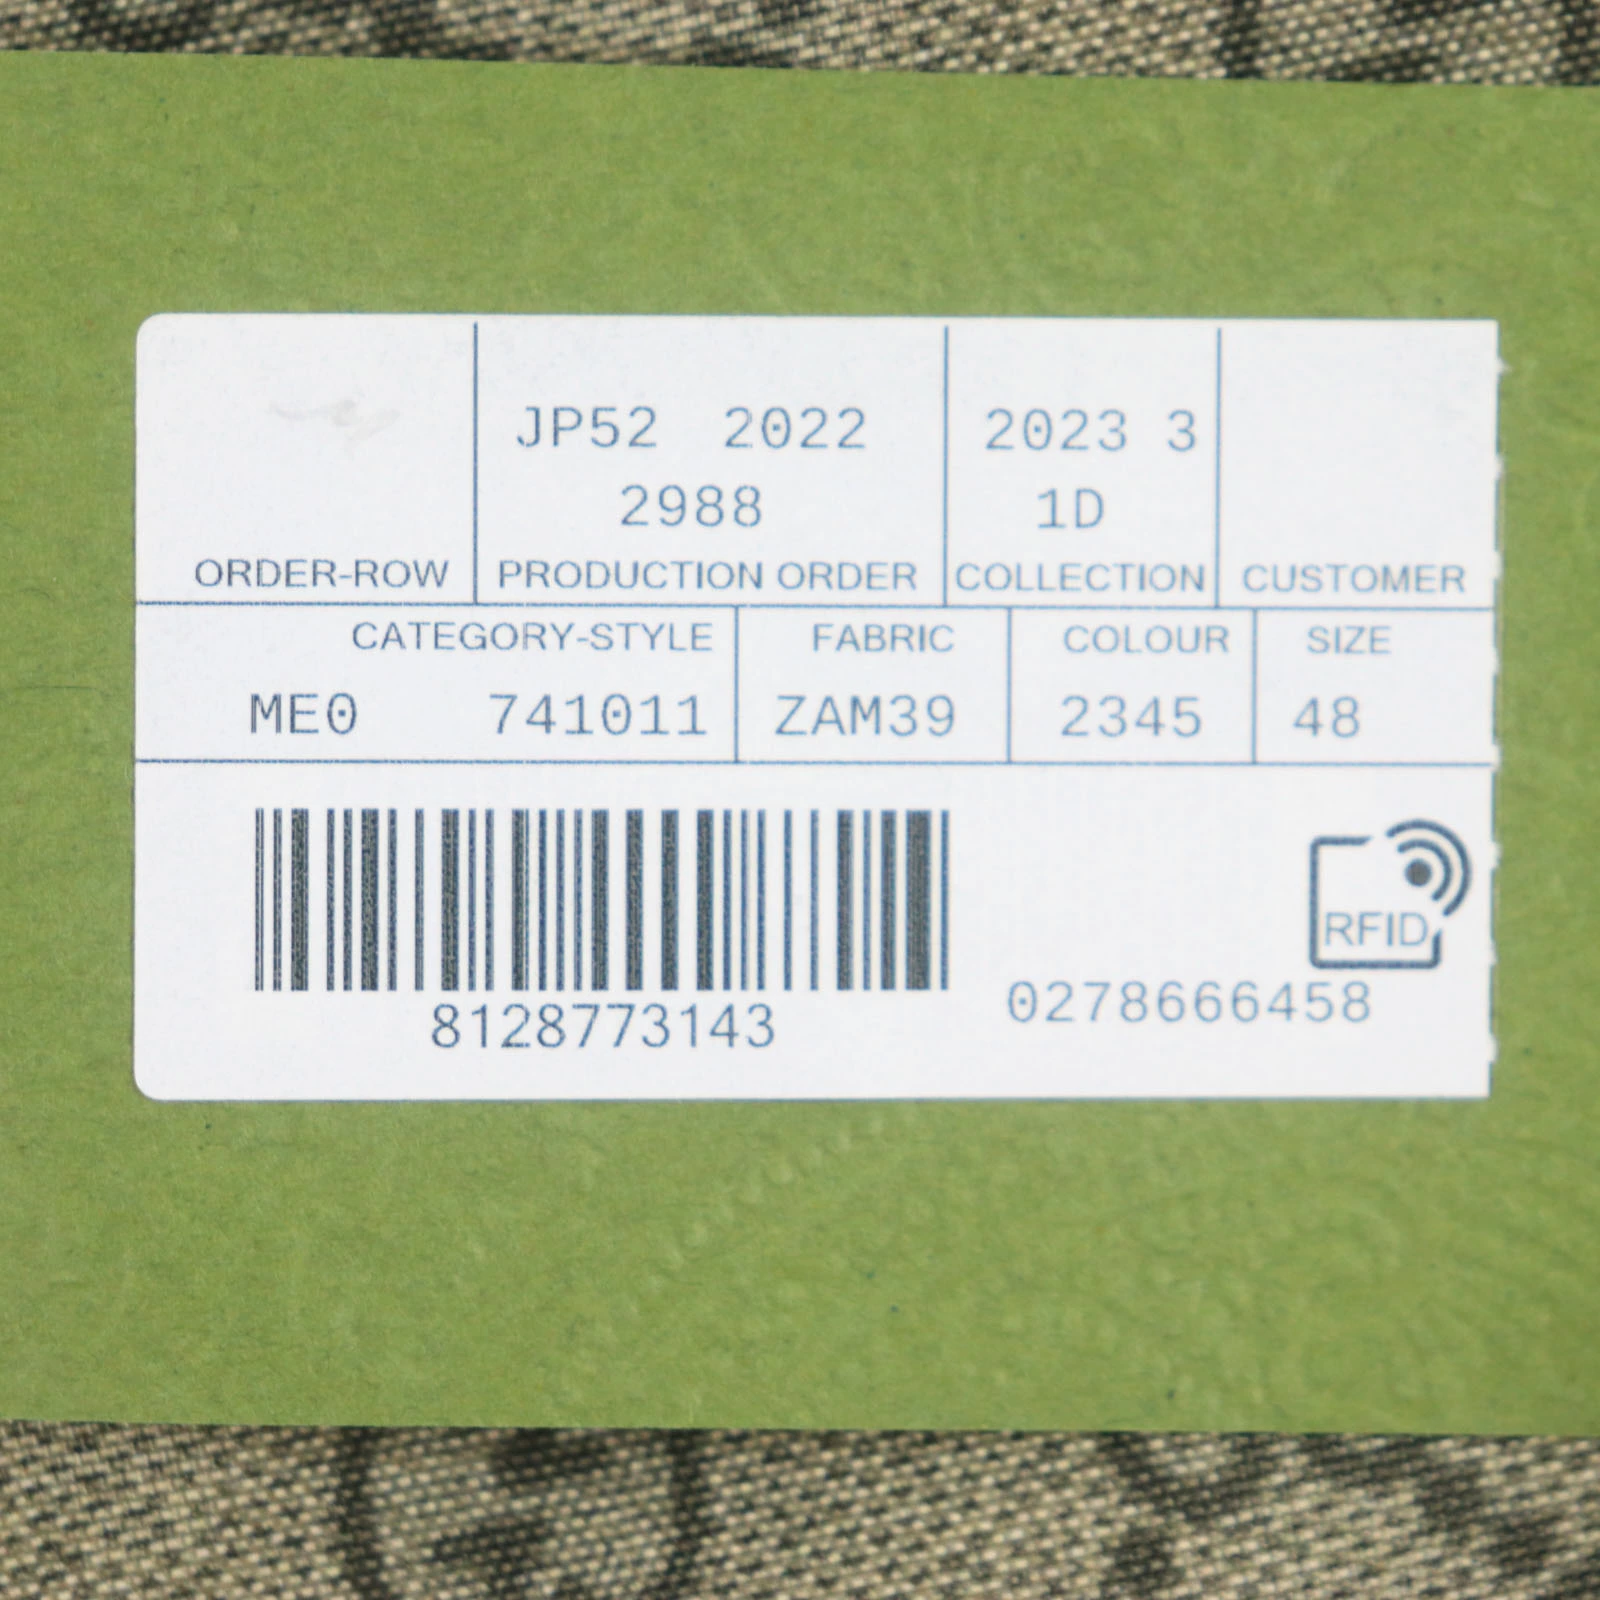 JP52 2022
2988
2023 3
1D
ORDER-ROW
PRODUCTION ORDER
COLLECTION
CUSTOMER
CATEGORY-STYLE
FABRIC
COLOUR
SIZE
ME0 741011
ZAM39
2345
48
RFID
8128773143
0278666458